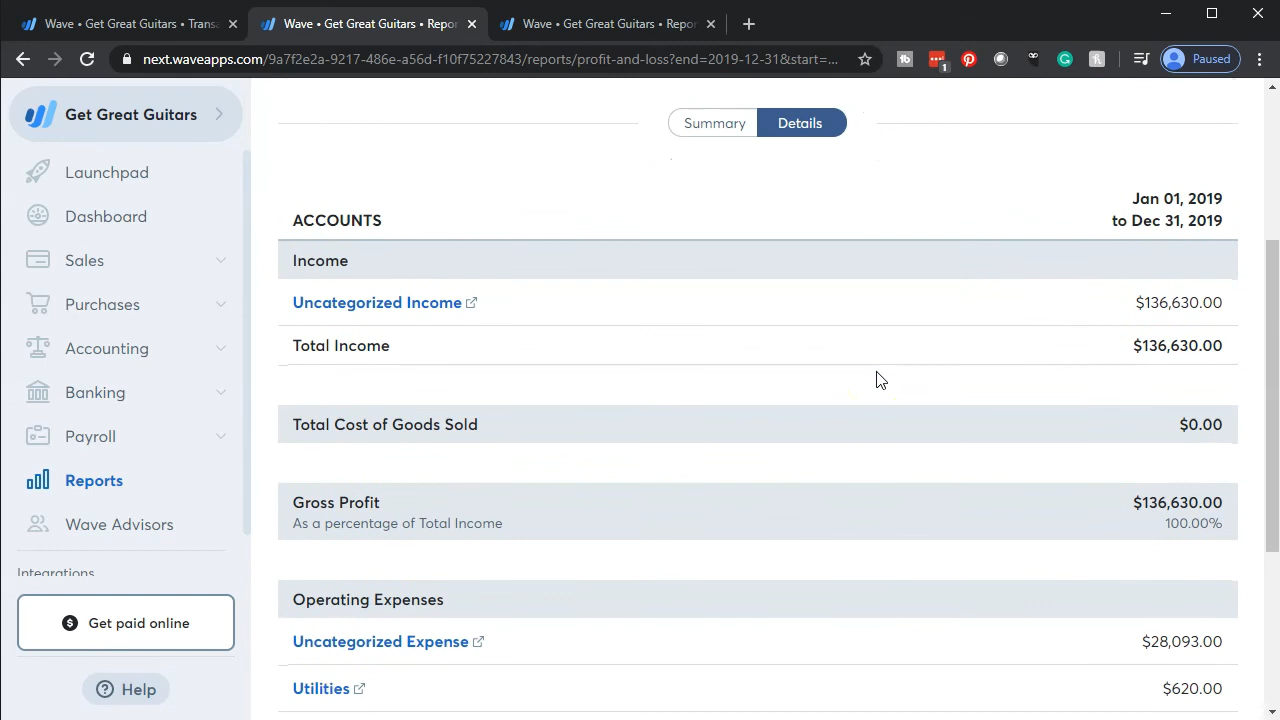 Wave • Get Great Guitars • Transa
Wave • Get Great Guitars • Repor
Wave • Get Great Guitars • Repor
next.waveapps.com/9a7f2e2a-9217-486e-a56d-f10f75227843/reports/profit-and-loss?end=2019-12-31&start=...
1
Paused
Get Great Guitars
Launchpad
Dashboard
Sales
Purchases
Accounting
Banking
Payroll
Reports
Wave Advisors
Integrations
$ Get paid online
? Help
Summary Details
Jan 01, 2019
ACCOUNTS to Dec 31, 2019
Income
Uncategorized Income $136,630.00
Total Income $136,630.00
Total Cost of Goods Sold $0.00
Gross Profit $136,630.00
As a percentage of Total Income 100.00%
Operating Expenses
Uncategorized Expense $28,093.00
Utilities $620.00